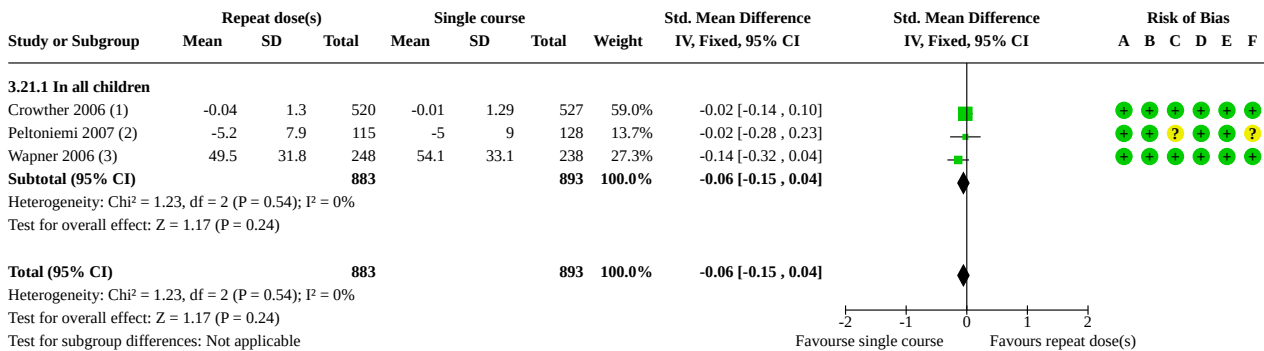 Repeat dose(s) Single course Std. Mean Difference Std. Mean Difference Risk of Bias
Study or Subgroup Mean SD Total Mean SD Total Weight IV, Fixed, 95% CI IV, Fixed, 95% CI A B C D E F
3.21.1 In all children
Crowther 2006 (1) -0.04 1.3 520 -0.01 1.29 527 59.0% -0.02 [-0.14 , 0.10] + + + + + +
Peltoniemi 2007 (2) -5.2 7.9 115 -5 9 128 13.7% -0.02 [-0.28 , 0.23] + + ? + + ?
Wapner 2006 (3) 49.5 31.8 248 54.1 33.1 238 27.3% -0.14 [-0.32 , 0.04] + + + + + +
Subtotal (95% CI) 883 893 100.0% -0.06 [-0.15 , 0.04]
Heterogeneity: Chi² = 1.23, df = 2 (P = 0.54); I² = 0%
Test for overall effect: Z = 1.17 (P = 0.24)
Total (95% CI) 883 893 100.0% -0.06 [-0.15 , 0.04]
Heterogeneity: Chi² = 1.23, df = 2 (P = 0.54); I² = 0%
Test for overall effect: Z = 1.17 (P = 0.24) -2 -1 0 1 2
Test for subgroup differences: Not applicable Favourse single course Favours repeat dose(s)